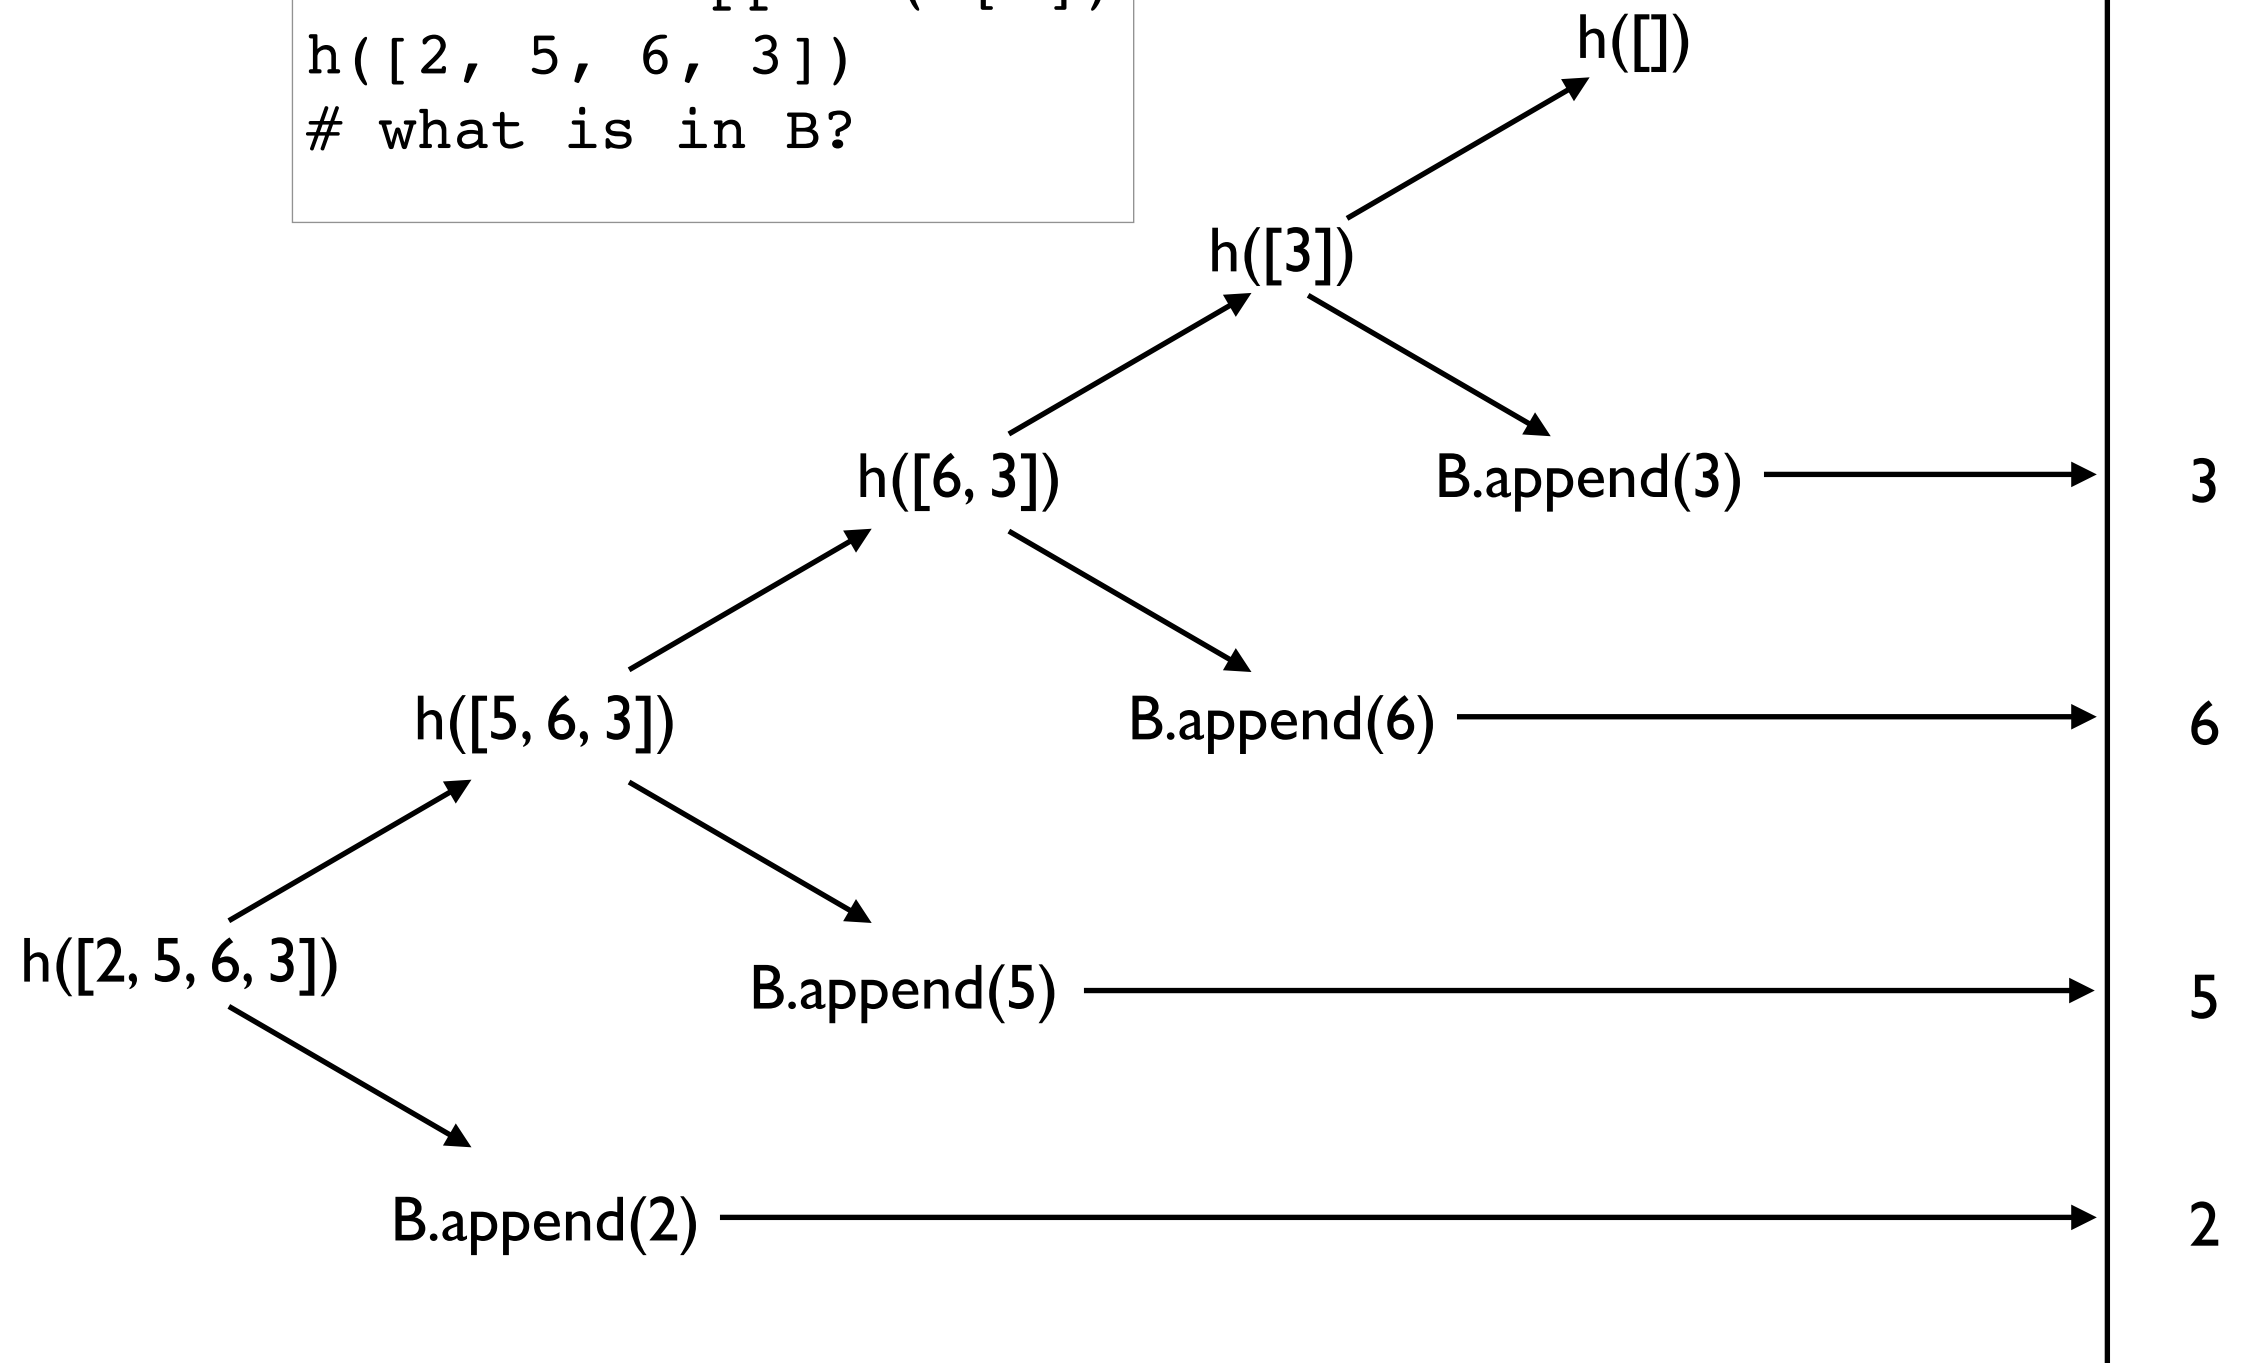 h([2, 5, 6, 3])
# what is in B?
h([])
h([3])
h([6, 3])
B.append(3)
3
h([5, 6, 3])
B.append(6)
6
h([2, 5, 6, 3])
B.append(5)
5
B.append(2)
2